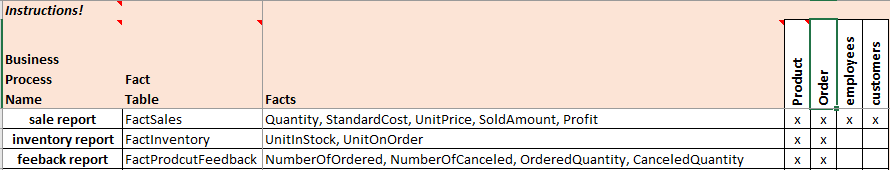 Instructions!
Business
Process
Name
Fact
Table
Facts
Product
Order
employees
customers
sale report FactSales Quantity, StandardCost, UnitPrice, SoldAmount, Profit x x x x
inventory report FactInventory UnitInStock, UnitOnOrder x x
feeback report FactProdcutFeedback NumberOfOrdered, NumberOfCanceled, OrderedQuantity, CanceledQuantity x x